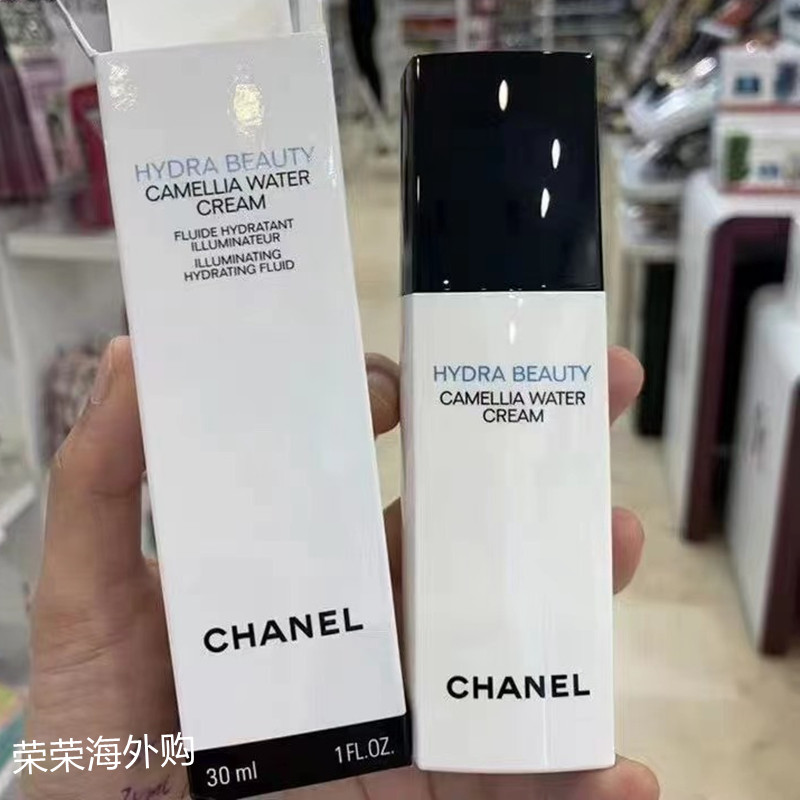 HYDRA BEAUTY
CAMELLIA WATER
CREAM
FLUIDE HYDRATANT
ILLUMINATEUR
ILLUMINATING
HYDRATING FLUID
CHANEL
30 ml 1 FL.OZ.
HYDRA BEAUTY
CAMELLIA WATER
CREAM
CHANEL
荣荣海外购